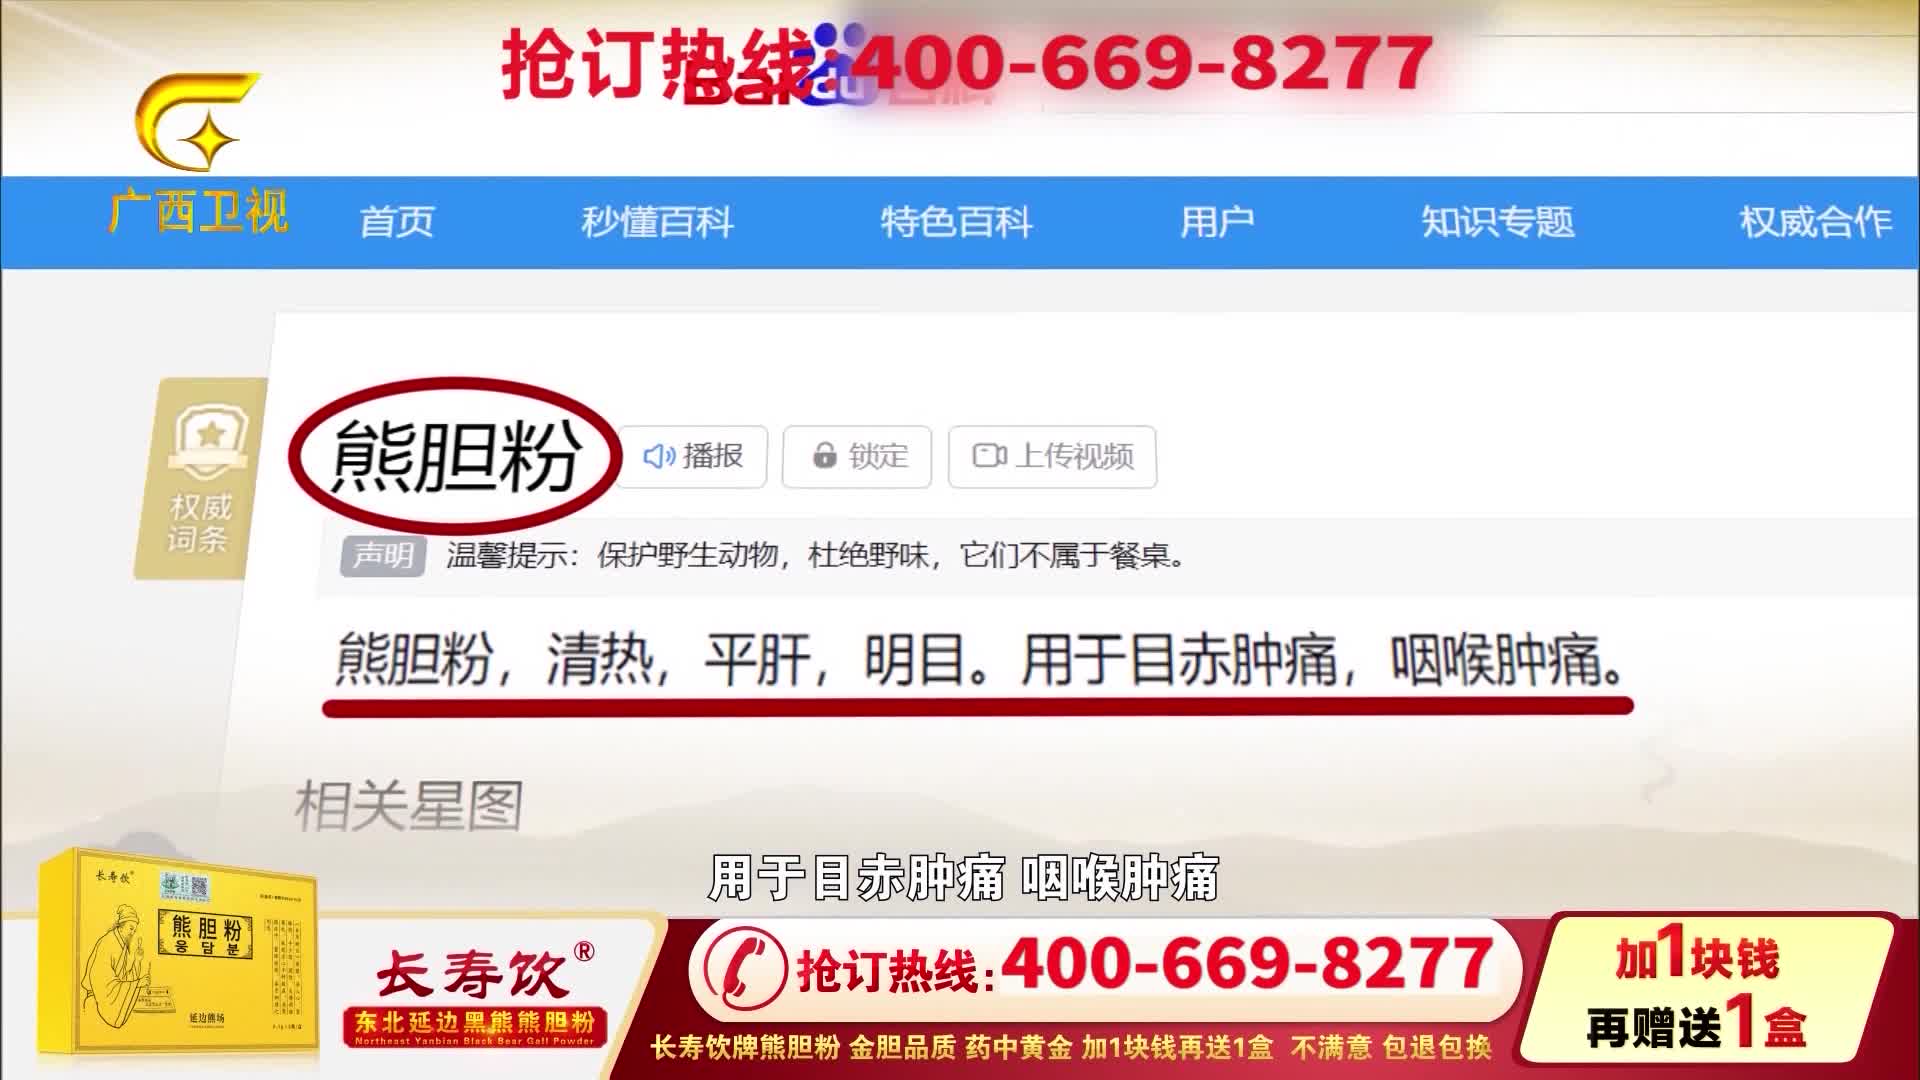 抢订热线:400-669-8277
Bai du 百科
广西卫视
首页 秒懂百科 特色百科 用户 知识专题 权威合作
权威
词条
熊胆粉 播报 锁定 上传视频
声明 温馨提示：保护野生动物，杜绝野味，它们不属于餐桌。
熊胆粉，清热，平肝，明目。用于目赤肿痛，咽喉肿痛。
相关星图
用于目赤肿痛 咽喉肿痛
长寿饮®
熊胆粉
웅담분
延边熊场
长寿饮®
东北延边黑熊熊胆粉
Northeast Yanbian Black Bear Gall Powder
抢订热线:400-669-8277
长寿饮牌熊胆粉 金胆品质 药中黄金 加1块钱再送1盒 不满意 包退包换
加1块钱
再赠送1盒